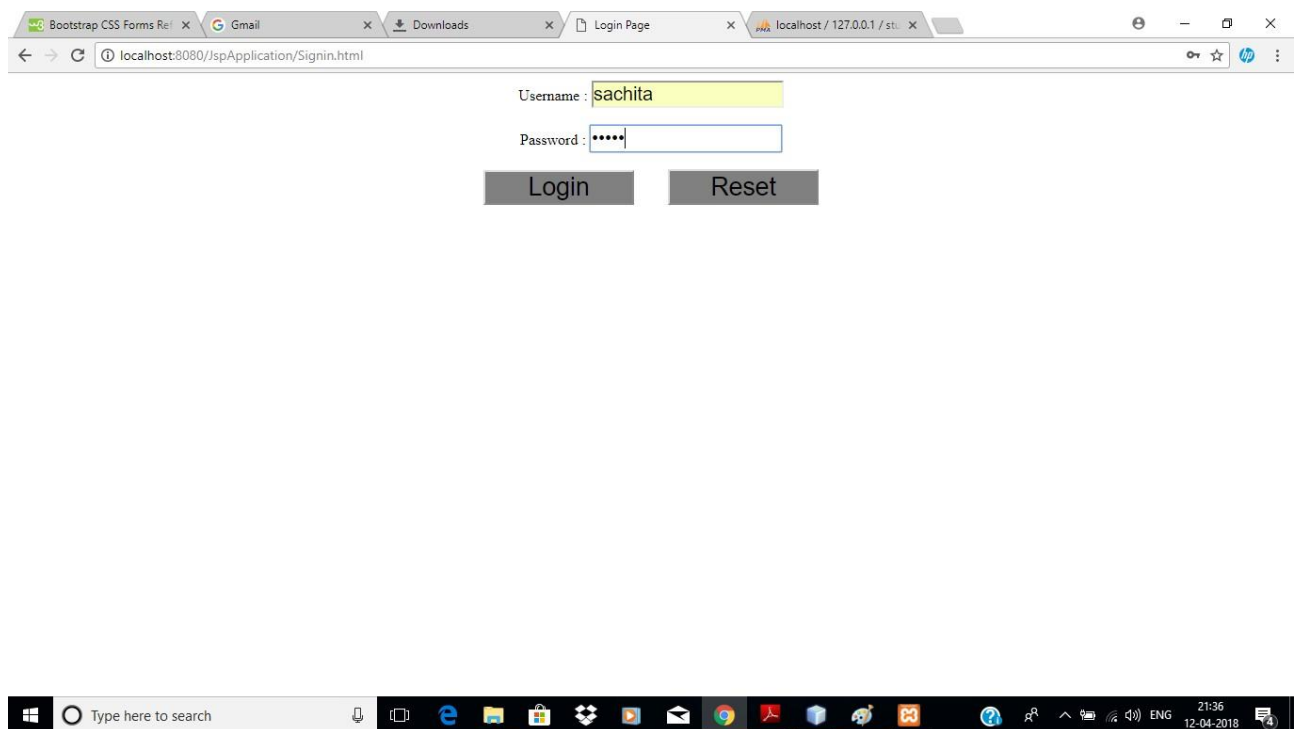 Bootstrap CSS Forms Ref
Gmail
Downloads
Login Page
localhost / 127.0.0.1 / stu
localhost:8080/JspApplication/Signin.html
Username : sachita
Password : •••••
Login Reset
Type here to search
ENG
21:36
12-04-2018